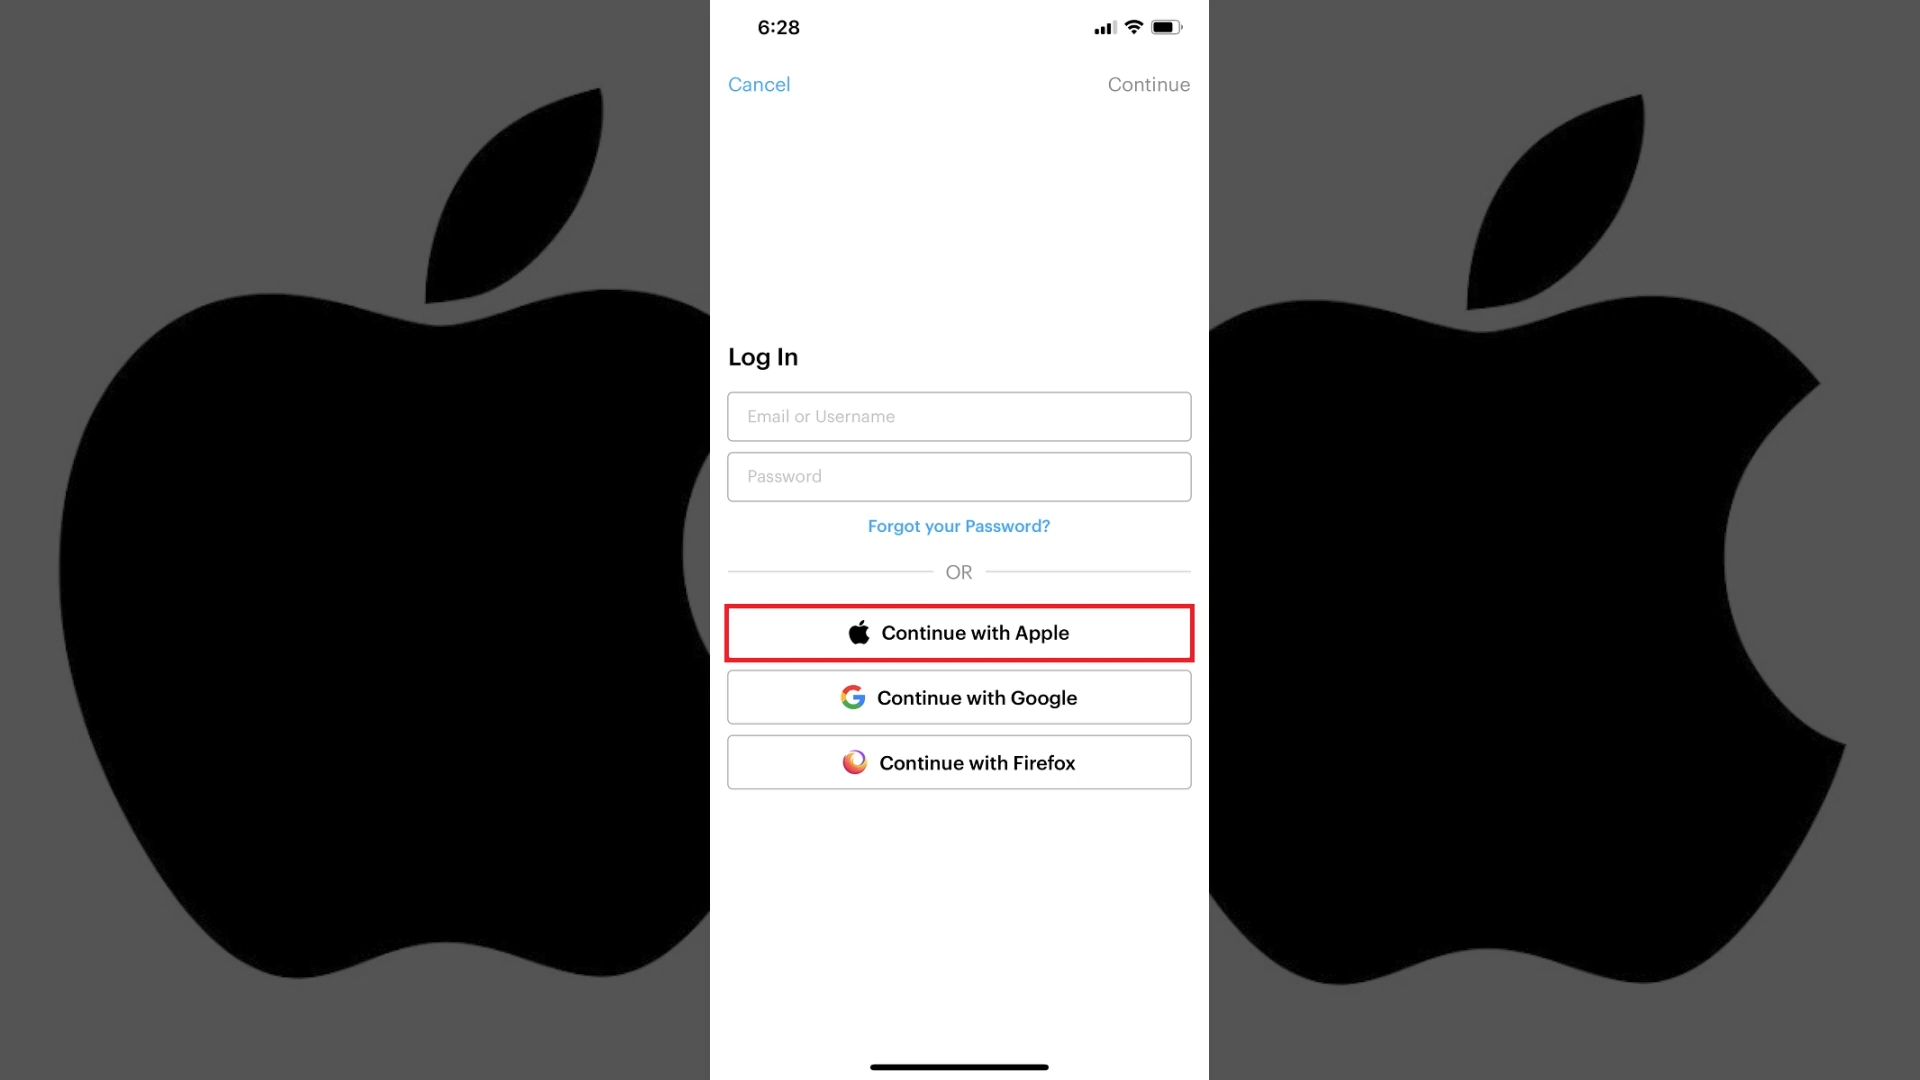 6:28
Cancel
Continue
Log In
Email or Username
Password
Forgot your Password?
OR
Continue with Apple
Continue with Google
Continue with Firefox